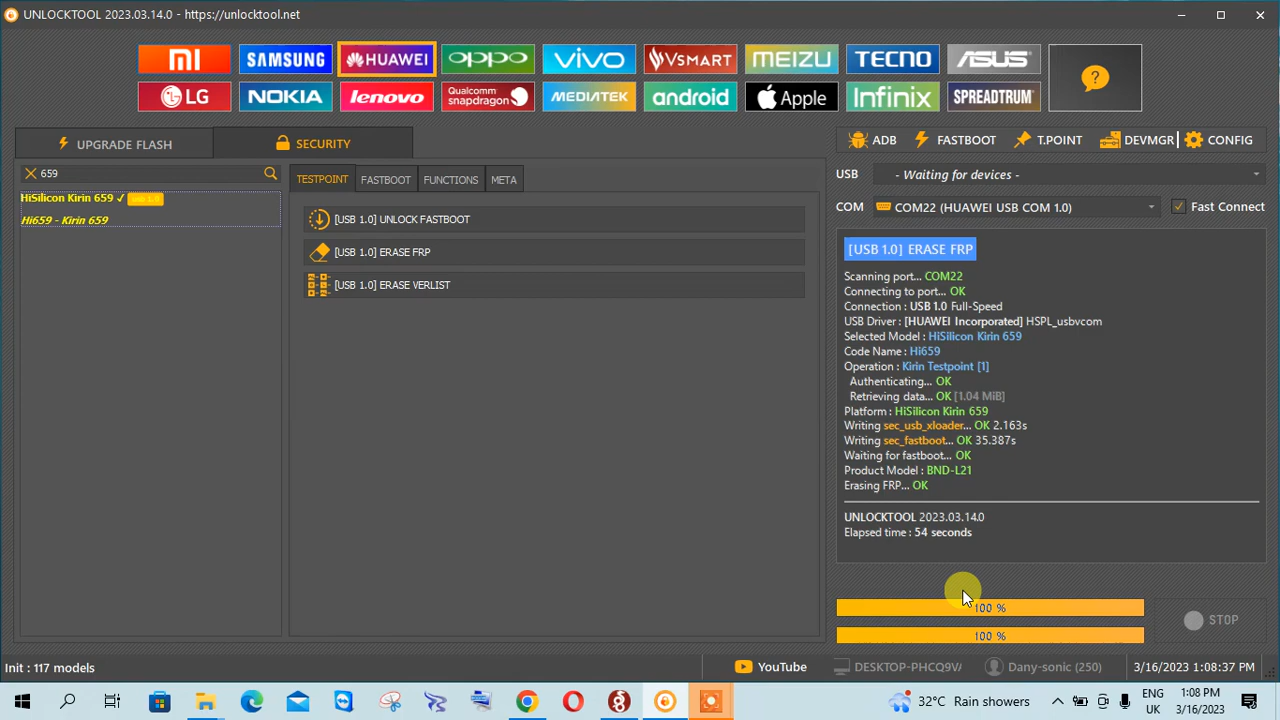 UNLOCKTOOL 2023.03.14.0 - https://unlocktool.net
mi SAMSUNG HUAWEI oppo vivo VSMART MEIZU TECNO ASUS ?
LG NOKIA lenovo Qualcomm snapdragon MEDIATEK android Apple Infinix SPREADTRUM
UPGRADE FLASH SECURITY
ADB FASTBOOT T.POINT DEVMGR CONFIG
659
TESTPOINT FASTBOOT FUNCTIONS META
USB - Waiting for devices -
COM COM22 (HUAWEI USB COM 1.0) Fast Connect
HiSilicon Kirin 659 ✓ USB 1.0
Hi659 - Kirin 659
[USB 1.0] UNLOCK FASTBOOT
[USB 1.0] ERASE FRP
[USB 1.0] ERASE VERLIST
[USB 1.0] ERASE FRP
Scanning port... COM22
Connecting to port... OK
Connection : USB 1.0 Full-Speed
USB Driver : [HUAWEI Incorporated] HSPL_usbvcom
Selected Model : HiSilicon Kirin 659
Code Name : Hi659
Operation : Kirin Testpoint [1]
Authenticating... OK
Retrieving data... OK [1.04 MiB]
Platform : HiSilicon Kirin 659
Writing sec_usb_xloader... OK 2.163s
Writing sec_fastboot... OK 35.387s
Waiting for fastboot... OK
Product Model : BND-L21
Erasing FRP... OK
UNLOCKTOOL 2023.03.14.0
Elapsed time : 54 seconds
100 %
STOP
100 %
Init : 117 models
YouTube DESKTOP-PHCQ9V/ Dany-sonic (250) 3/16/2023 1:08:37 PM
32°C Rain showers
ENG
UK
1:08 PM
3/16/2023